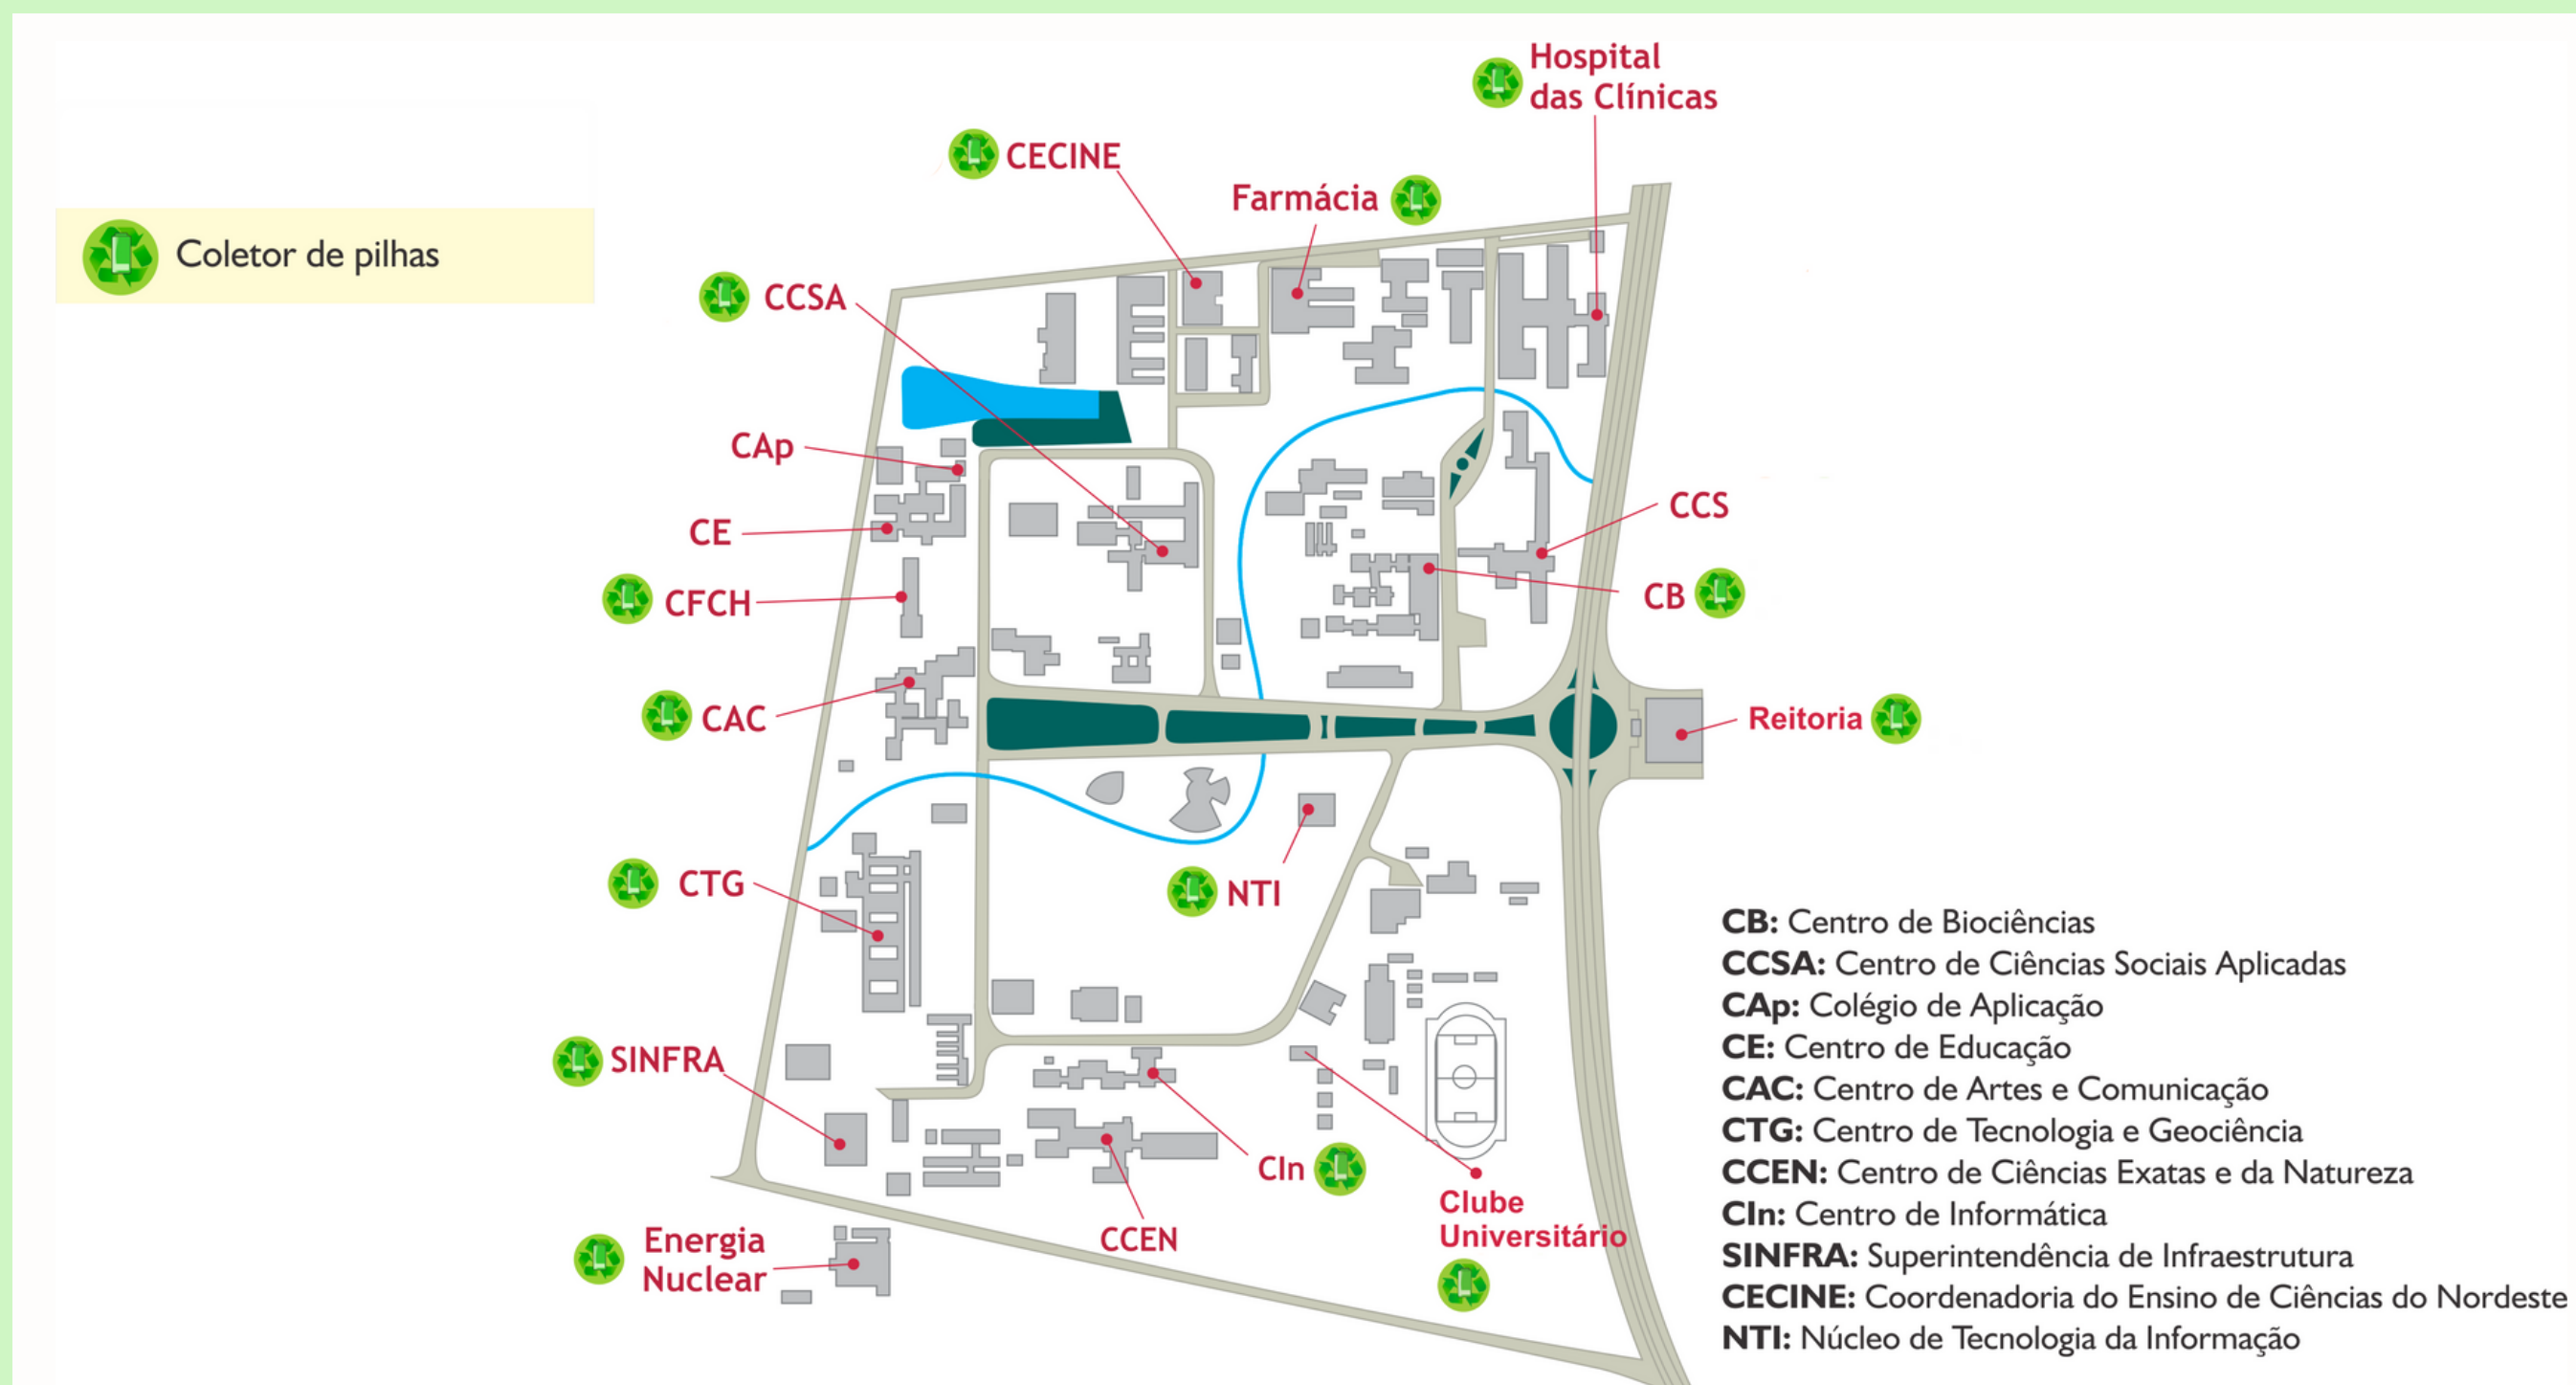 Hospital
das Clínicas
CECINE
Farmácia
Coletor de pilhas
CCSA
CAp
CE
CCS
CFCH
CB
CAC
Reitoria
CTG
NTI
SINFRA
CIn
Clube
Universitário
CCEN
Energia
Nuclear
CB: Centro de Biociências
CCSA: Centro de Ciências Sociais Aplicadas
CAp: Colégio de Aplicação
CE: Centro de Educação
CAC: Centro de Artes e Comunicação
CTG: Centro de Tecnologia e Geociência
CCEN: Centro de Ciências Exatas e da Natureza
CIn: Centro de Informática
SINFRA: Superintendência de Infraestrutura
CECINE: Coordenadoria do Ensino de Ciências do Nordeste
NTI: Núcleo de Tecnologia da Informação